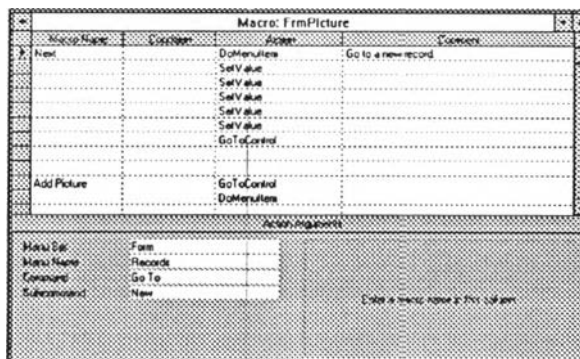 Macro: FrmPicture
Macro Name Condition Action Comment
Next DoMenuItem Go to a new record.
SetValue
SetValue
SetValue
SetValue
SetValue
GoToControl
Add Picture GoToControl
DoMenuItem
Action Arguments
Menu Bar Form
Menu Name Records
Command Go To
Subcommand New
Enter a macro name in this column.